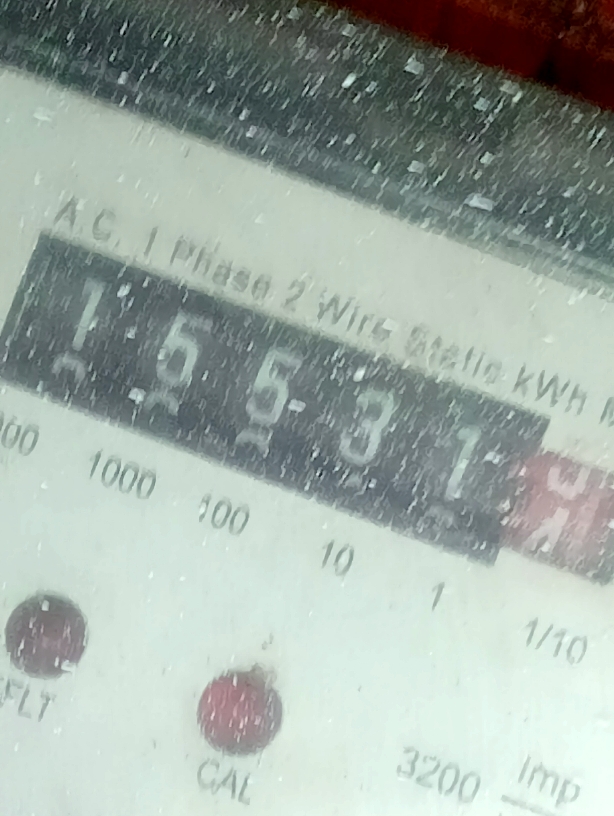 A.C. 1 Phase 2 Wire Static kWh
1 5 5 3 1
1000 100 10 1 1/10
FLT
CAL
3200 Imp